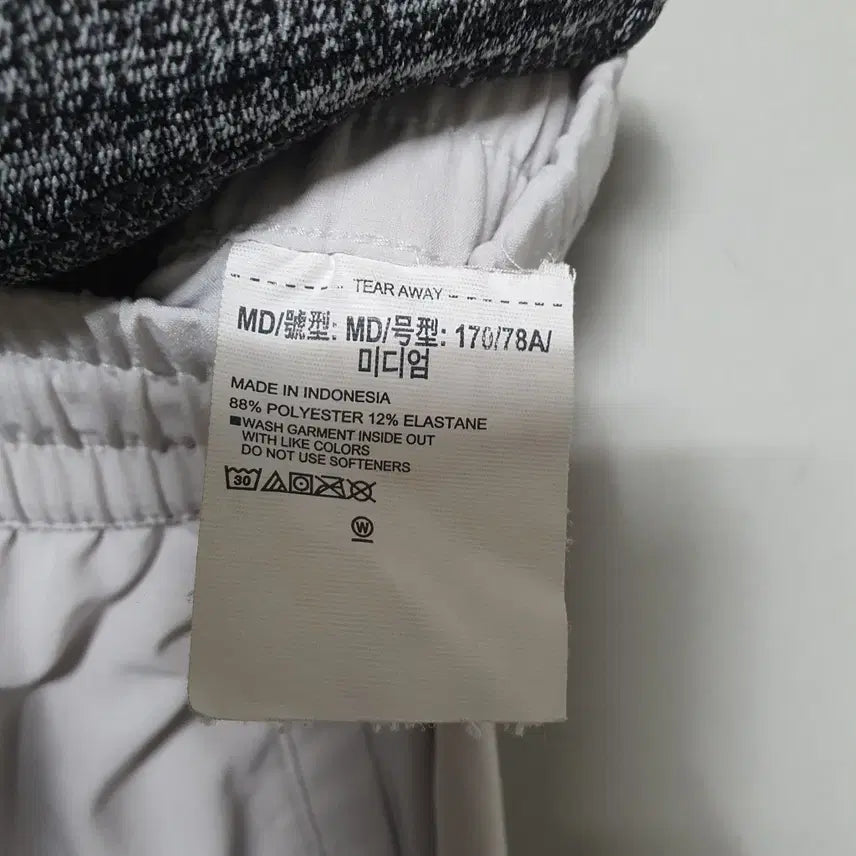 TEAR AWAY
MD/號型: MD/号型: 170/78A/
미디엄
MADE IN INDONESIA
88% POLYESTER 12% ELASTANE
■WASH GARMENT INSIDE OUT
WITH LIKE COLORS
DO NOT USE SOFTENERS
30
W